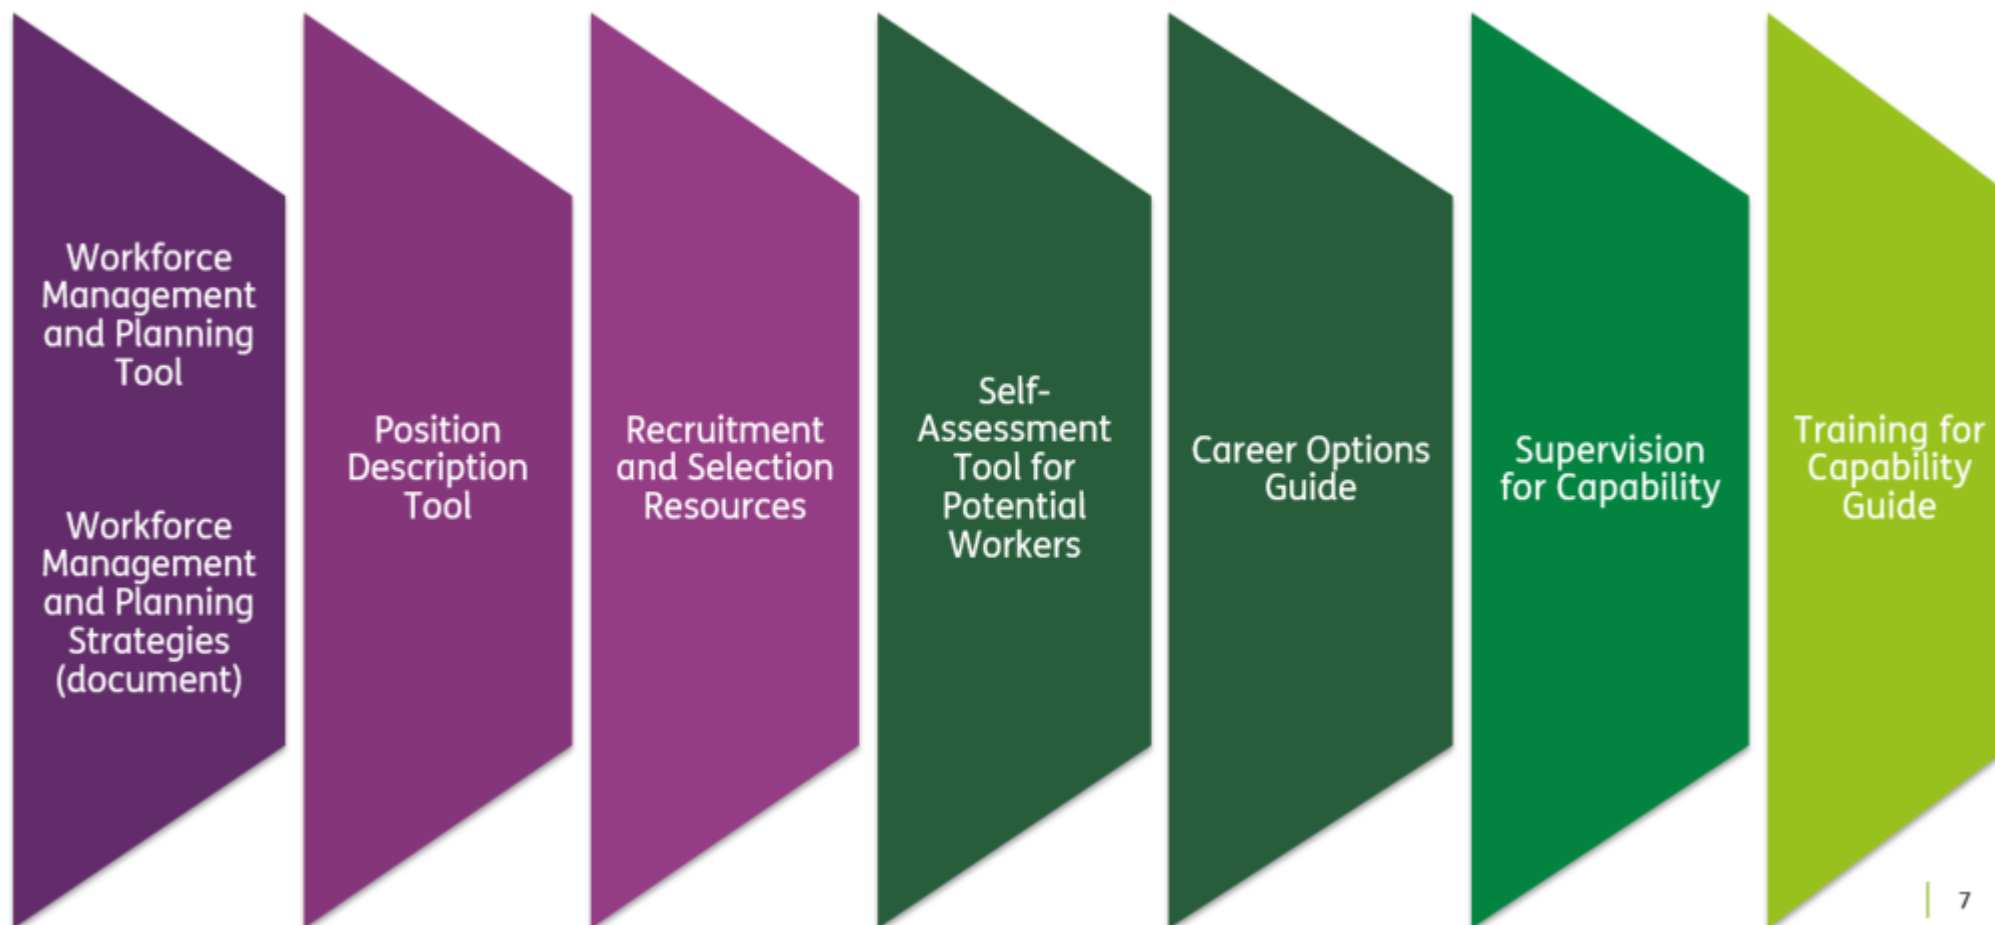 Workforce
Management
and Planning
Tool
Workforce
Management
and Planning
Strategies
(document)
Position
Description
Tool
Recruitment
and Selection
Resources
Self-
Assessment
Tool for
Potential
Workers
Career Options
Guide
Supervision
for Capability
Training for
Capability
Guide
7